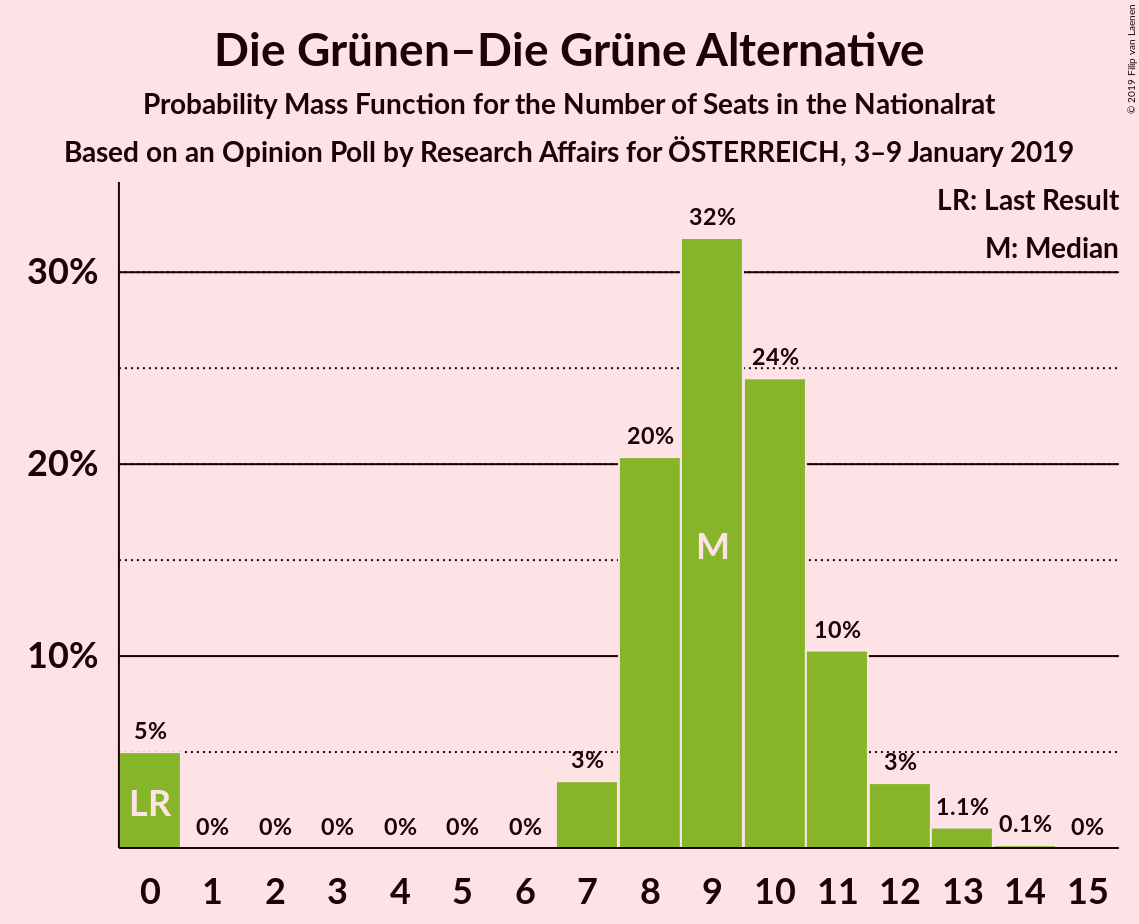 Die Grünen–Die Grüne Alternative
Probability Mass Function for the Number of Seats in the Nationalrat
Based on an Opinion Poll by Research Affairs for ÖSTERREICH, 3–9 January 2019
© 2019 Filip van Laenen
LR: Last Result
M: Median
30%
20%
10%
5%
0%
0%
0%
0%
0%
0%
3%
20%
32%
24%
10%
3%
1.1%
0.1%
0%
LR
M
0 1 2 3 4 5 6 7 8 9 10 11 12 13 14 15